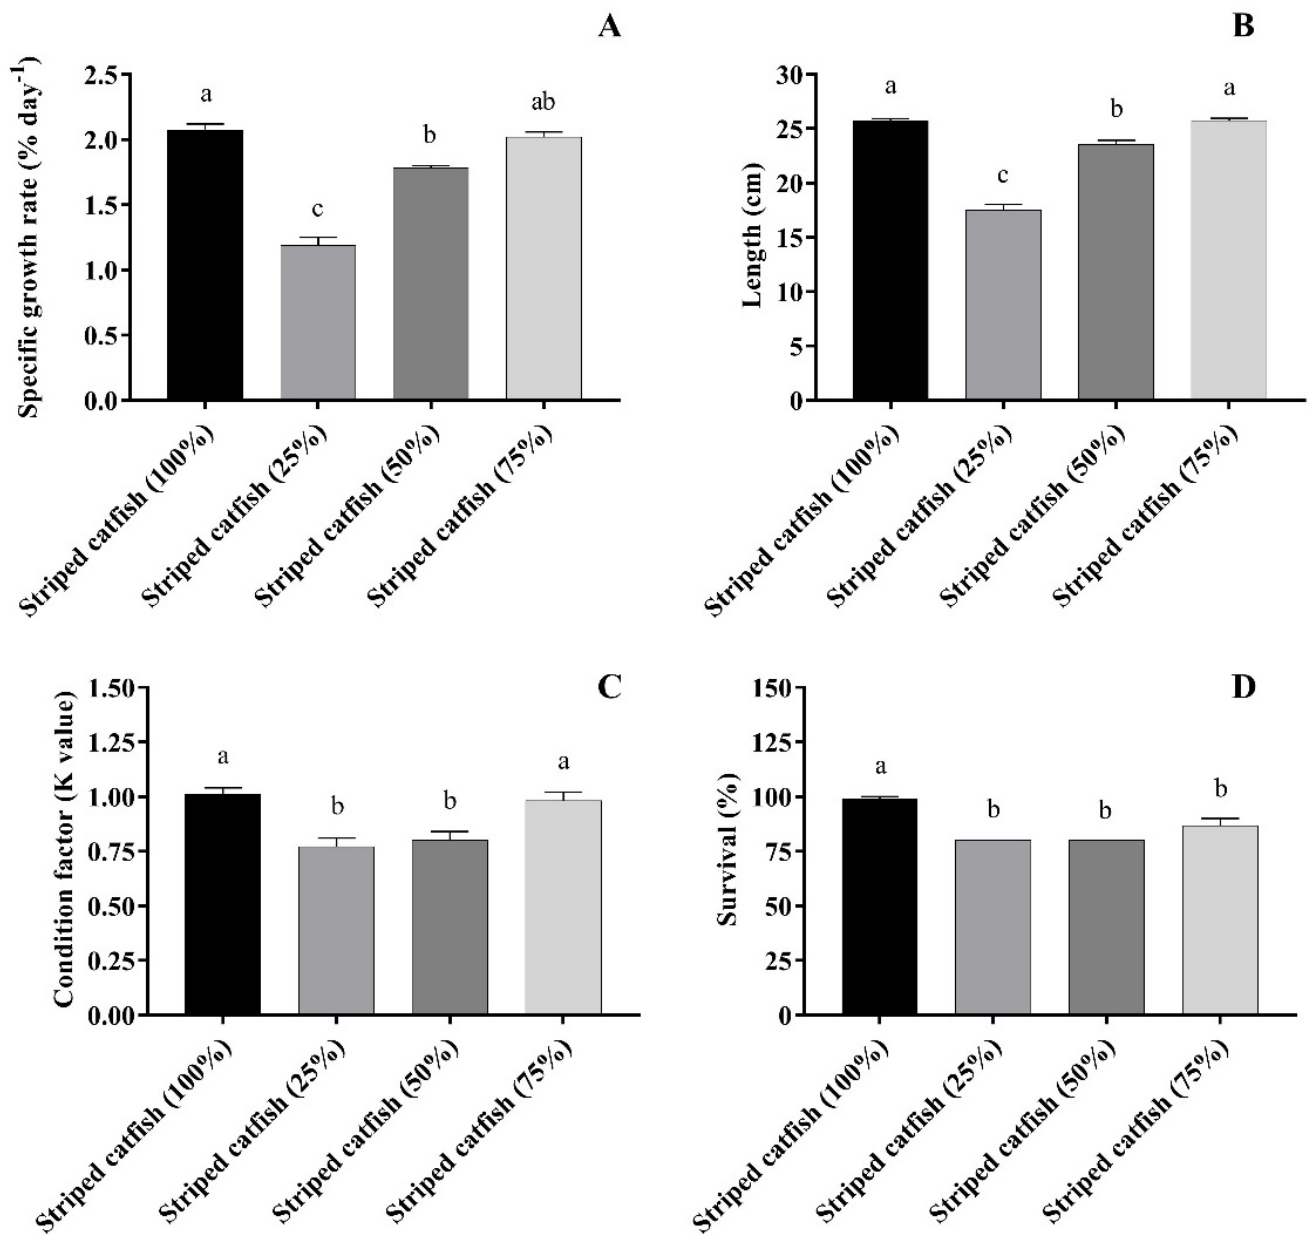 A
Specific growth rate (% day-1)
2.5
2.0
1.5
1.0
0.5
0.0
a
c
b
ab
Striped catfish (100%)
Striped catfish (25%)
Striped catfish (50%)
Striped catfish (75%)
B
Length (cm)
30
25
20
15
10
5
0
a
c
b
a
Striped catfish (100%)
Striped catfish (25%)
Striped catfish (50%)
Striped catfish (75%)
C
Condition factor (K value)
1.50
1.25
1.00
0.75
0.50
0.25
0.00
a
b
b
a
Striped catfish (100%)
Striped catfish (25%)
Striped catfish (50%)
Striped catfish (75%)
D
Survival (%)
150
125
100
75
50
25
0
a
b
b
b
Striped catfish (100%)
Striped catfish (25%)
Striped catfish (50%)
Striped catfish (75%)